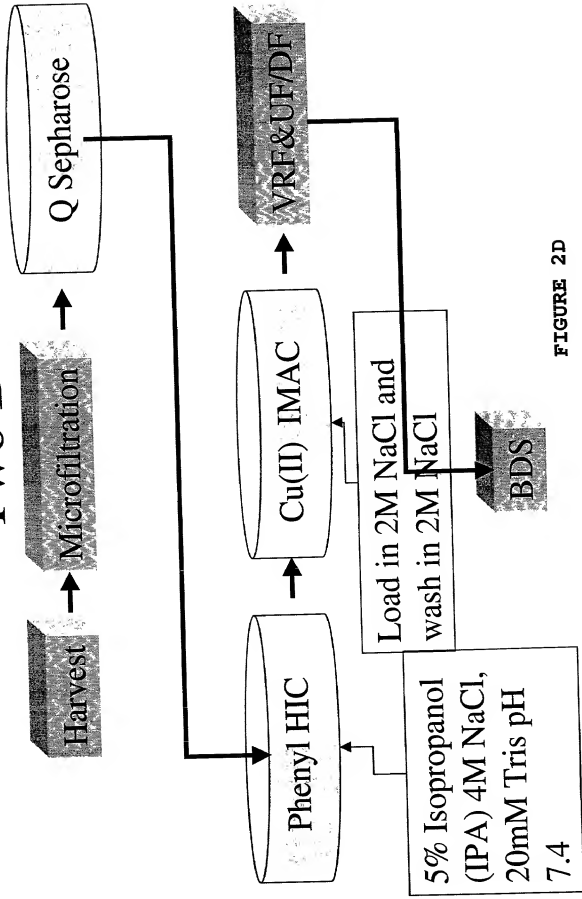 Harvest
Microfiltration
Q Sepharose
Phenyl HIC
Cu(II) IMAC
VRF&UF/DF
5% Isopropanol
(IPA) 4M NaCl,
20mM Tris pH
7.4
Load in 2M NaCl and
wash in 2M NaCl
BDS
FIGURE 2D